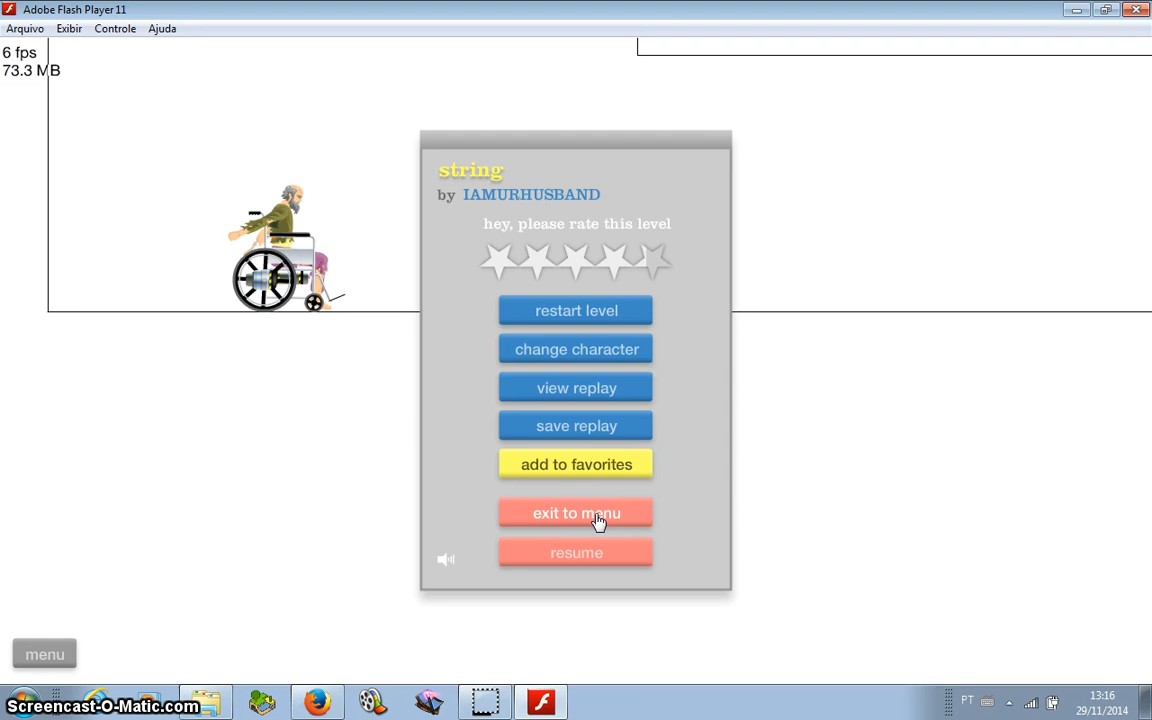 Adobe Flash Player 11
Arquivo Exibir Controle Ajuda
6 fps
73.3 MB
string
by IAMURHUSBAND
hey, please rate this level
restart level
change character
view replay
save replay
add to favorites
exit to menu
resume
menu
PT
13:16
29/11/2014
Screencast-O-Matic.com